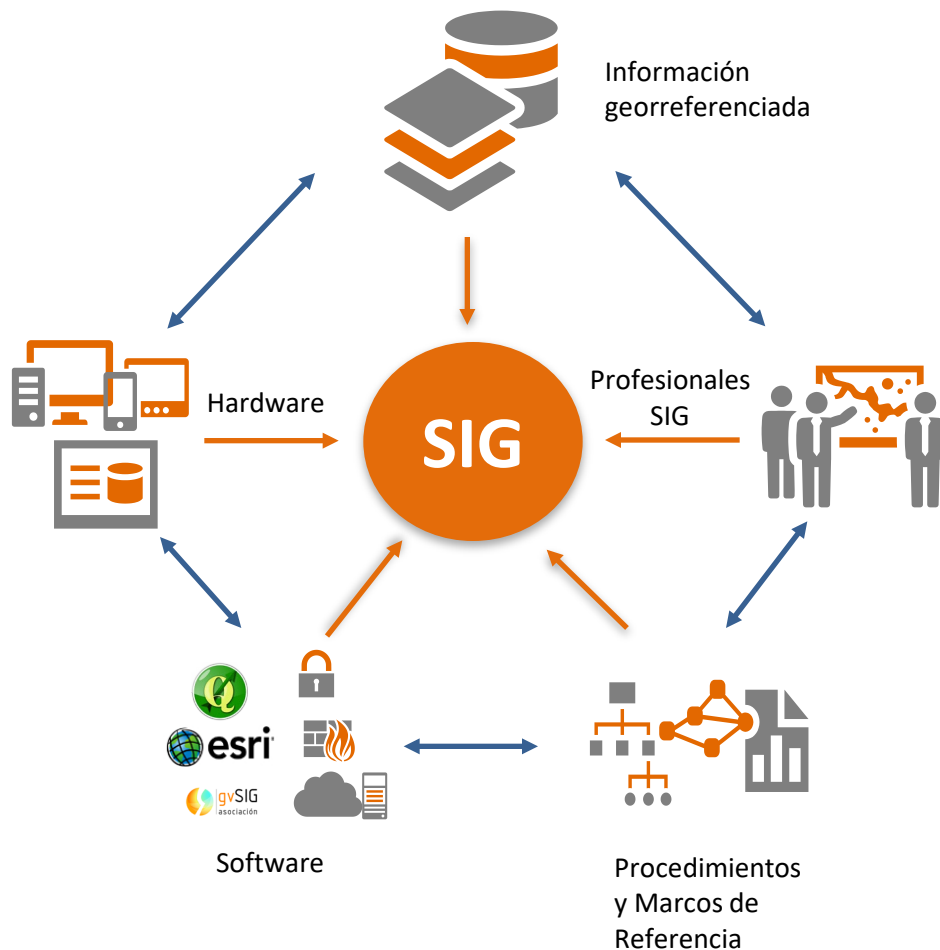 Información
georreferenciada
Hardware
SIG
Profesionales
SIG
Q
esri
gvSIG
asociación
Software
Procedimientos
y Marcos de
Referencia